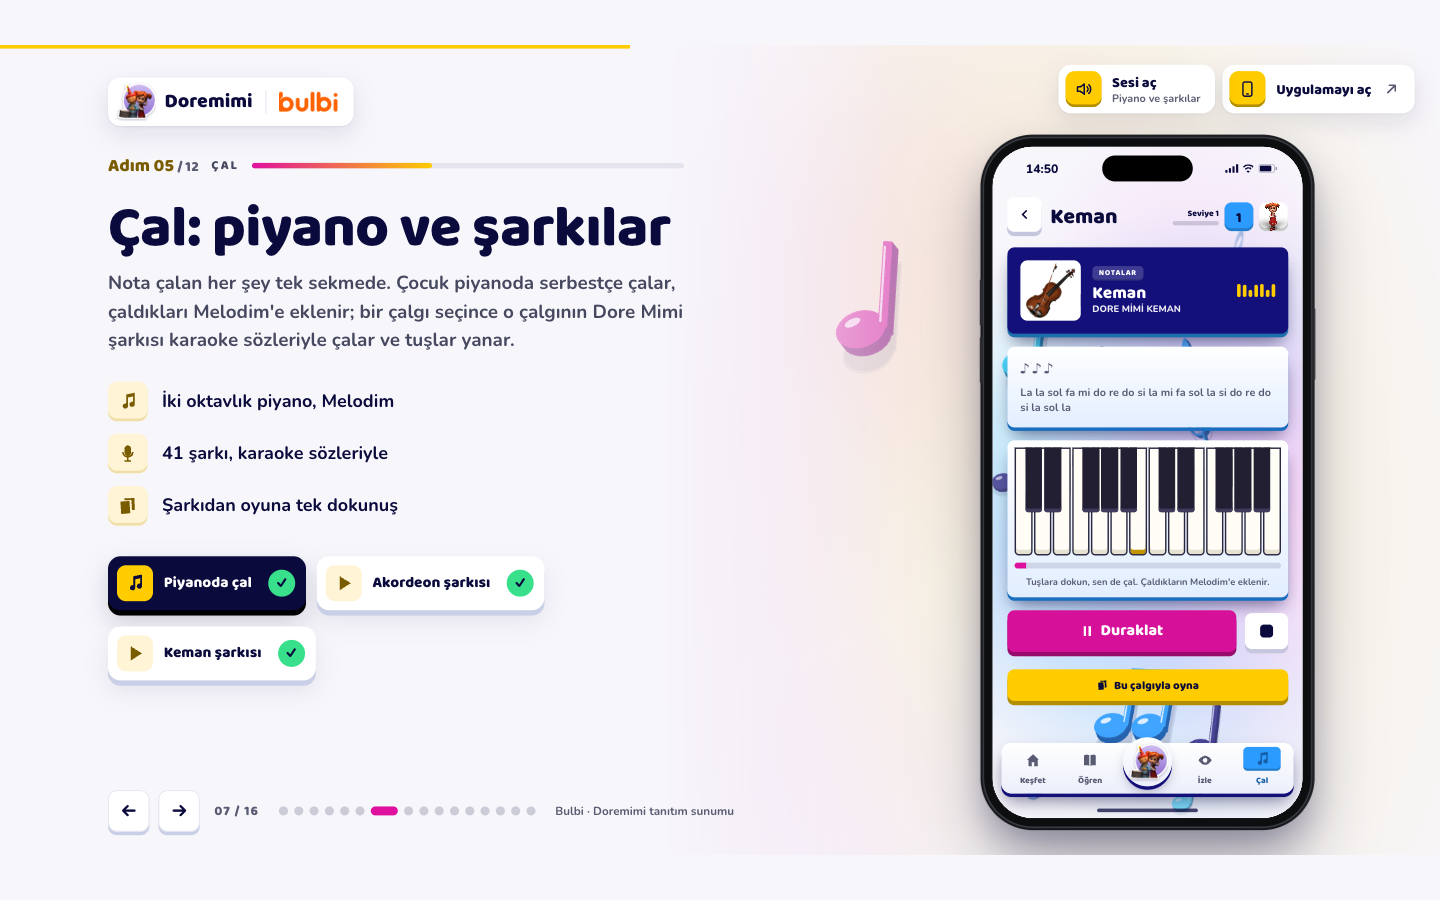 Doremimi
bulbi
Sesi aç
Piyano ve şarkılar
Uygulamayı aç
Adım 05 / 12 ÇAL
Çal: piyano ve şarkılar
Nota çalan her şey tek sekmede. Çocuk piyanoda serbestçe çalar,
çaldıkları Melodim'e eklenir; bir çalgı seçince o çalgının Dore Mimi
şarkısı karaoke sözleriyle çalar ve tuşlar yanar.
İki oktavlık piyano, Melodim
41 şarkı, karaoke sözleriyle
Şarkıdan oyuna tek dokunuş
Piyanoda çal
Akordeon şarkısı
Keman şarkısı
07 / 16
Bulbi · Doremimi tanıtım sunumu
14:50
Keman
Seviye 1
1
NOTALAR
Keman
DORE MİMİ KEMAN
♪ ♪ ♪
La la sol fa mi do re do si la mi fa sol la si do re do
si la sol la
Tuşlara dokun, sen de çal. Çaldıkların Melodim'e eklenir.
Duraklat
Bu çalgıyla oyna
Keşfet
Öğren
İzle
Çal